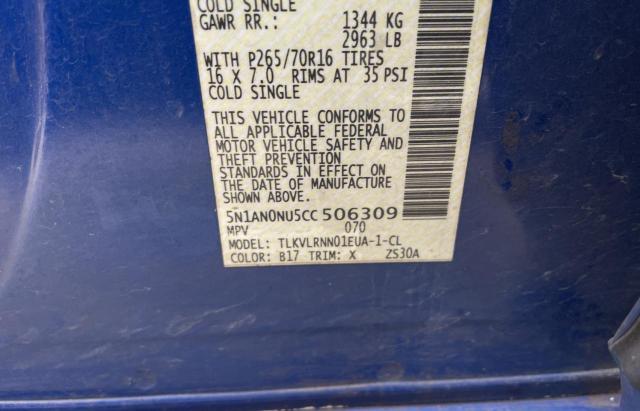 COLD SINGLE
GAWR RR.: 1344 KG
2963 LB
WITH P265/70R16 TIRES
16 X 7.0 RIMS AT 35 PSI
COLD SINGLE
THIS VEHICLE CONFORMS TO
ALL APPLICABLE FEDERAL
MOTOR VEHICLE SAFETY AND
THEFT PREVENTION
STANDARDS IN EFFECT ON
THE DATE OF MANUFACTURE
SHOWN ABOVE.
5N1AN0NU5CC 506309
MPV 070
MODEL: TLKVLRNN01EUA-1-CL
COLOR: B17 TRIM: X ZS30A